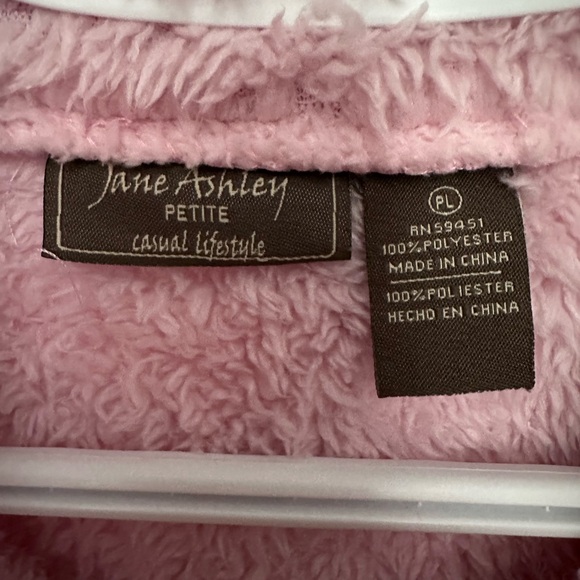 Jane Ashley
PETITE
casual lifestyle
PL
RN59451
100%POLYESTER
MADE IN CHINA
100%POLIESTER
HECHO EN CHINA